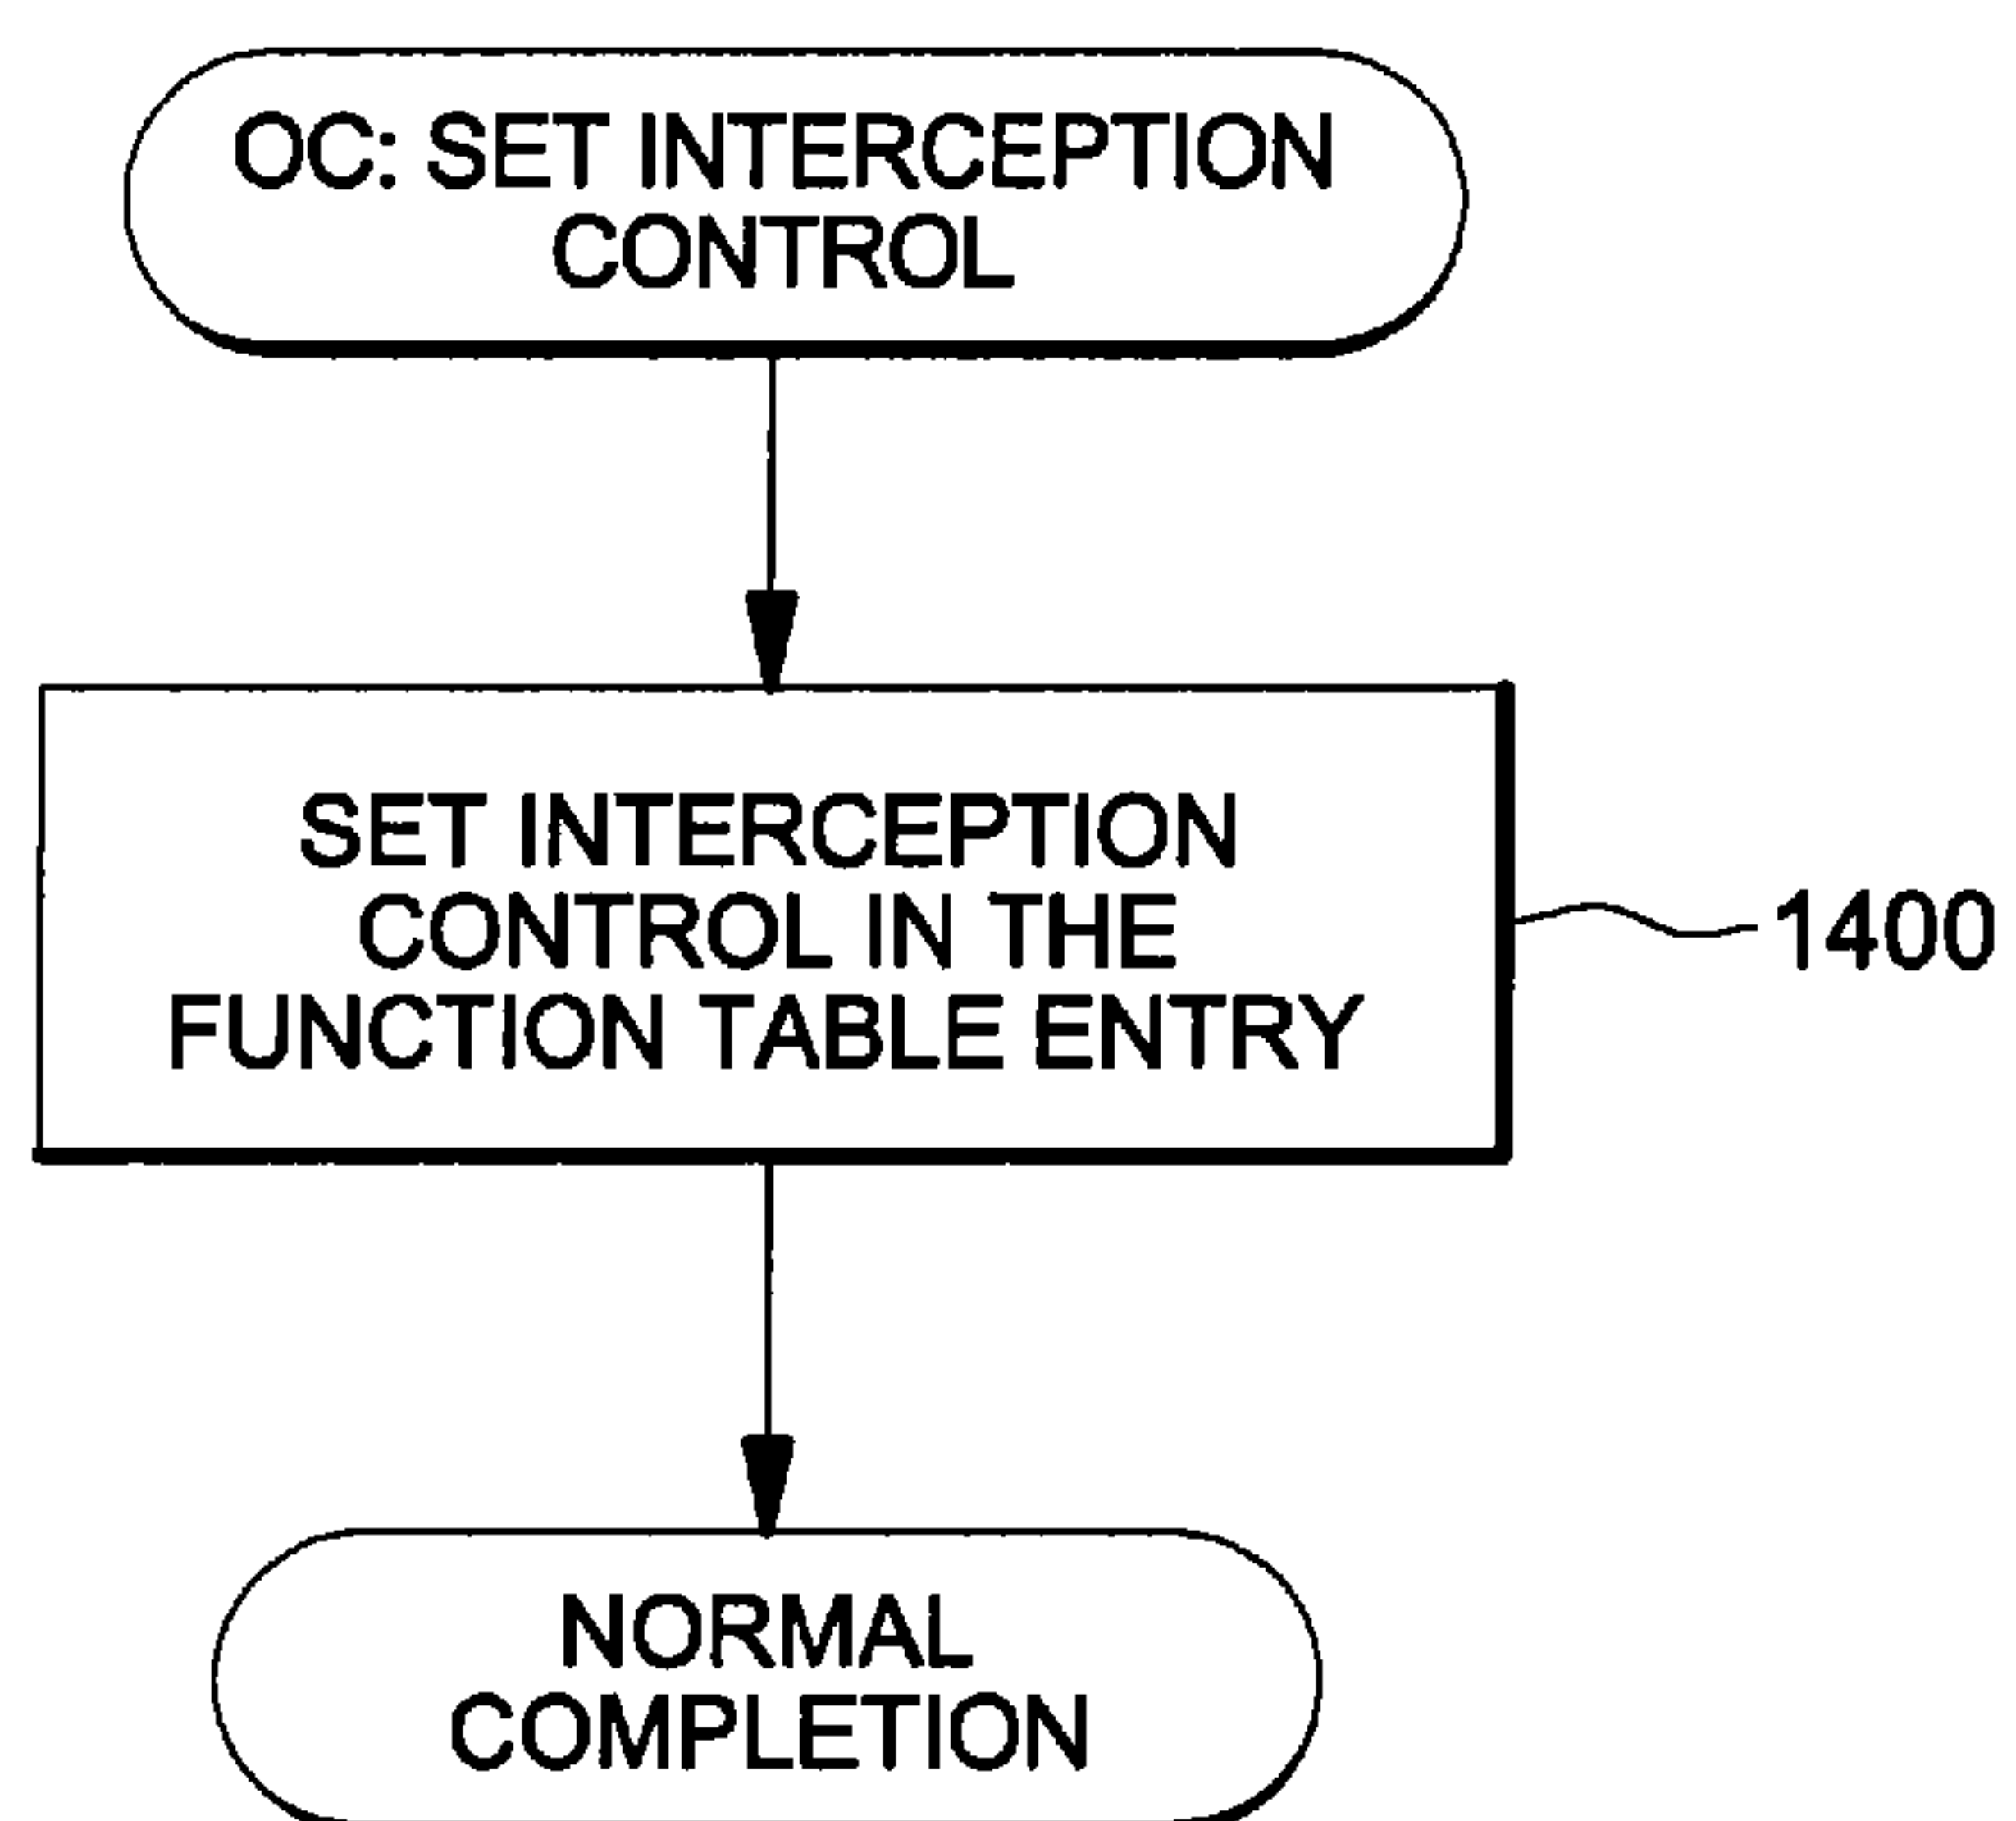 OC: SET INTERCEPTION
CONTROL
SET INTERCEPTION
CONTROL IN THE
FUNCTION TABLE ENTRY
1400
NORMAL
COMPLETION